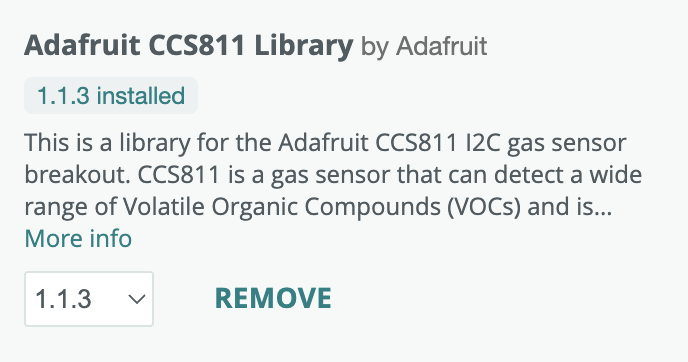 Adafruit CCS811 Library by Adafruit
1.1.3 installed
This is a library for the Adafruit CCS811 I2C gas sensor
breakout. CCS811 is a gas sensor that can detect a wide
range of Volatile Organic Compounds (VOCs) and is...
More info
1.1.3
REMOVE